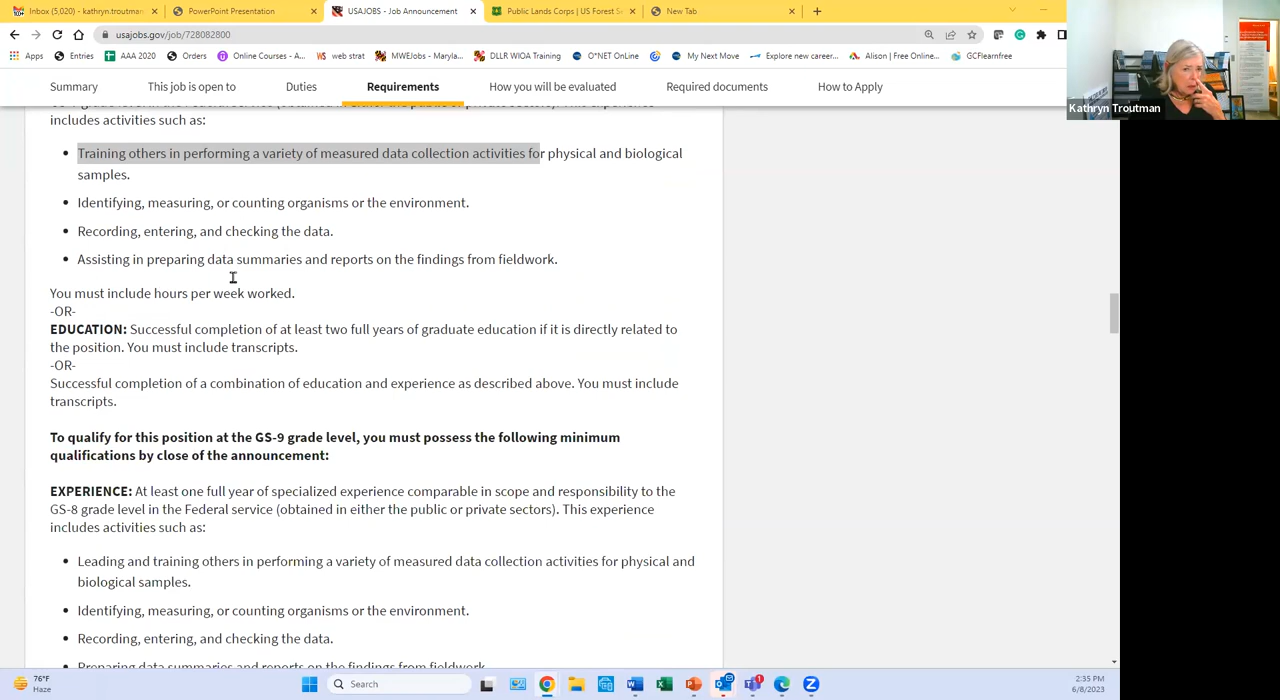 Inbox (5,020) - kathryn.troutman
PowerPoint Presentation
USAJOBS - Job Announcement
Public Lands Corps | US Forest Se
New Tab
usajobs.gov/job/728082800
Apps
Entries
AAA 2020
Orders
Online Courses - A...
web strat
MWEJobs - Maryla...
DLLR WIOA Training
O*NET OnLine
My Next Move
Explore new career...
Alison | Free Onlin...
GCFlearnfree
Summary
This job is open to
Duties
Requirements
How you will be evaluated
Required documents
How to Apply
Kathryn Troutman
includes activities such as:
• Training others in performing a variety of measured data collection activities for physical and biological
samples.
• Identifying, measuring, or counting organisms or the environment.
• Recording, entering, and checking the data.
• Assisting in preparing data summaries and reports on the findings from fieldwork.
You must include hours per week worked.
-OR-
EDUCATION: Successful completion of at least two full years of graduate education if it is directly related to
the position. You must include transcripts.
-OR-
Successful completion of a combination of education and experience as described above. You must include
transcripts.
To qualify for this position at the GS-9 grade level, you must possess the following minimum
qualifications by close of the announcement:
EXPERIENCE: At least one full year of specialized experience comparable in scope and responsibility to the
GS-8 grade level in the Federal service (obtained in either the public or private sectors). This experience
includes activities such as:
• Leading and training others in performing a variety of measured data collection activities for physical and
biological samples.
• Identifying, measuring, or counting organisms or the environment.
• Recording, entering, and checking the data.
• Preparing data summaries and reports on the findings from fieldwork.
76°F
Haze
Search
2:35 PM
6/8/2023